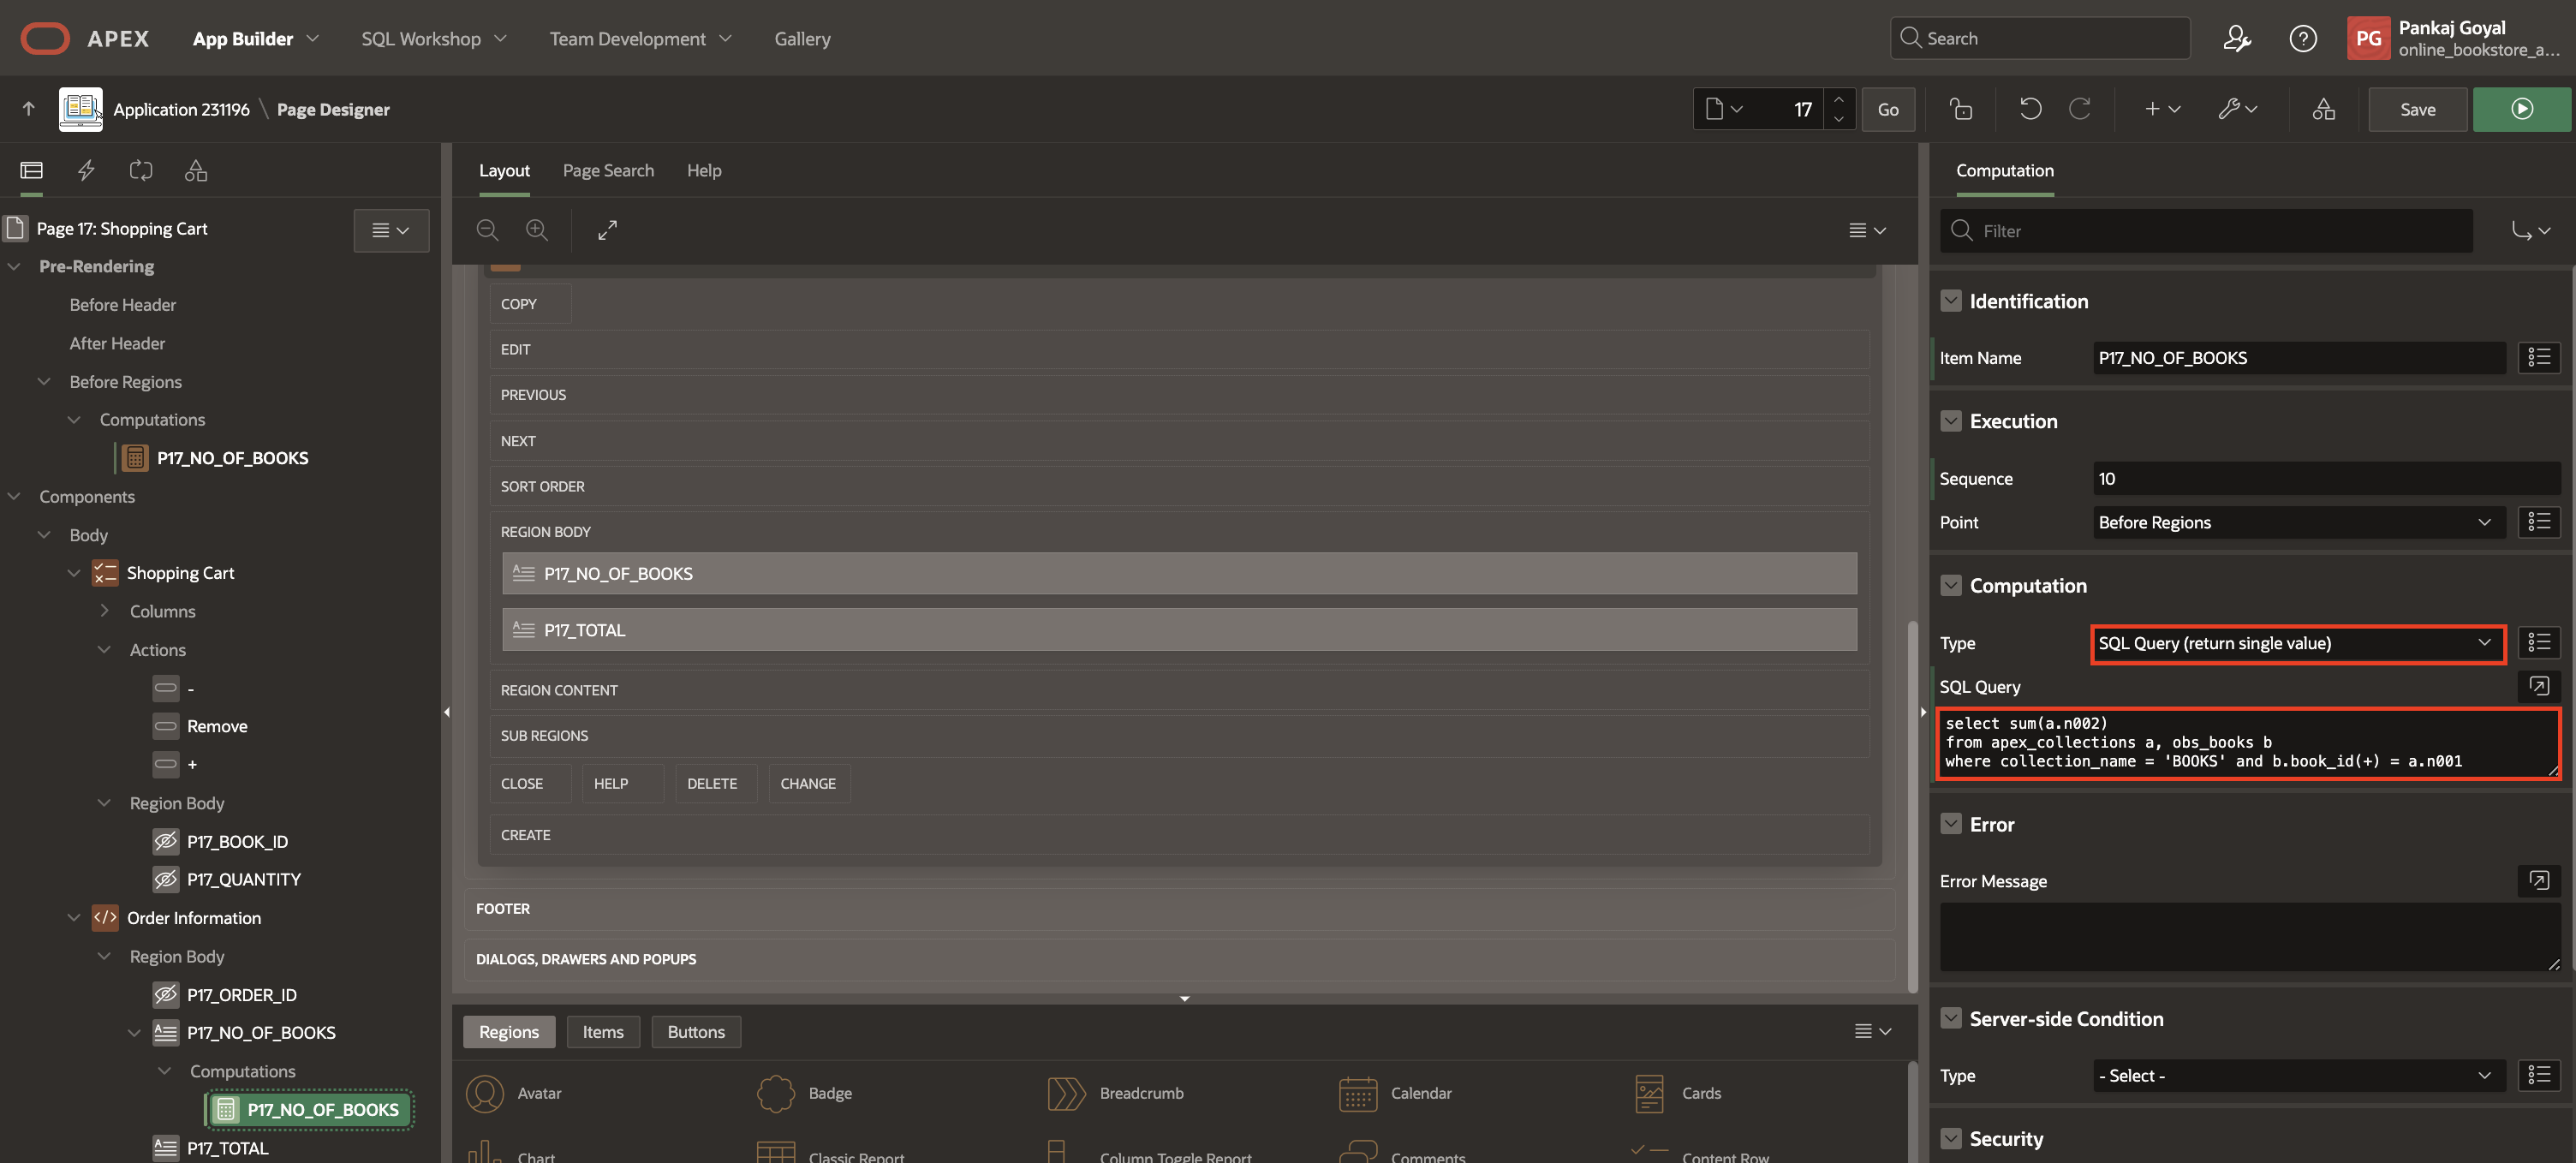 APEX
App Builder
SQL Workshop
Team Development
Gallery
Search
PG
Pankaj Goyal
online_bookstore_a...
Application 231196 \ Page Designer
17
Go
Save
Page 17: Shopping Cart
Pre-Rendering
Before Header
After Header
Before Regions
Computations
P17_NO_OF_BOOKS
Components
Body
Shopping Cart
Columns
Actions
-
Remove
+
Region Body
P17_BOOK_ID
P17_QUANTITY
Order Information
Region Body
P17_ORDER_ID
P17_NO_OF_BOOKS
Computations
P17_NO_OF_BOOKS
P17_TOTAL
Layout
Page Search
Help
COPY
EDIT
PREVIOUS
NEXT
SORT ORDER
REGION BODY
P17_NO_OF_BOOKS
P17_TOTAL
REGION CONTENT
SUB REGIONS
CLOSE
HELP
DELETE
CHANGE
CREATE
FOOTER
DIALOGS, DRAWERS AND POPUPS
Regions
Items
Buttons
Avatar
Badge
Breadcrumb
Calendar
Cards
Chart
Classic Report
Column Toggle Report
Comments
Content Row
Computation
Filter
Identification
Item Name P17_NO_OF_BOOKS
Execution
Sequence 10
Point Before Regions
Computation
Type SQL Query (return single value)
SQL Query
select sum(a.n002)
from apex_collections a, obs_books b
where collection_name = 'BOOKS' and b.book_id(+) = a.n001
Error
Error Message
Server-side Condition
Type - Select -
Security